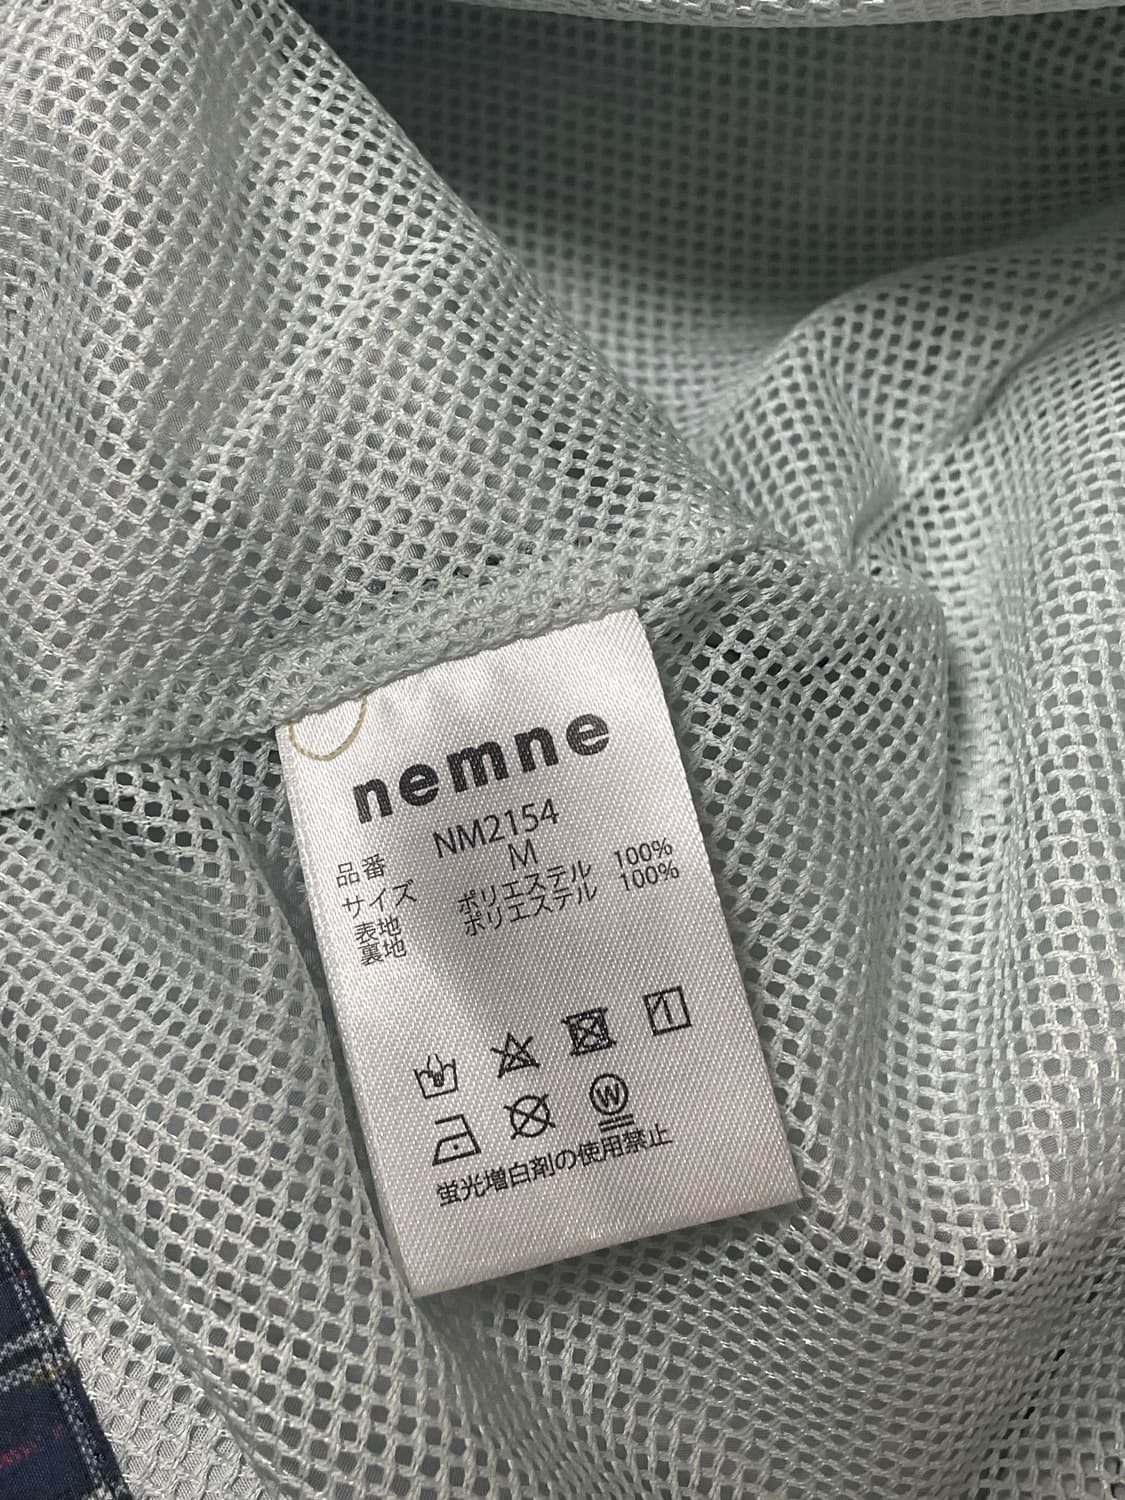 nemne
品番 NM2154
サイズ M
表地 ポリエステル 100%
裏地 ポリエステル 100%
W
蛍光増白剤の使用禁止